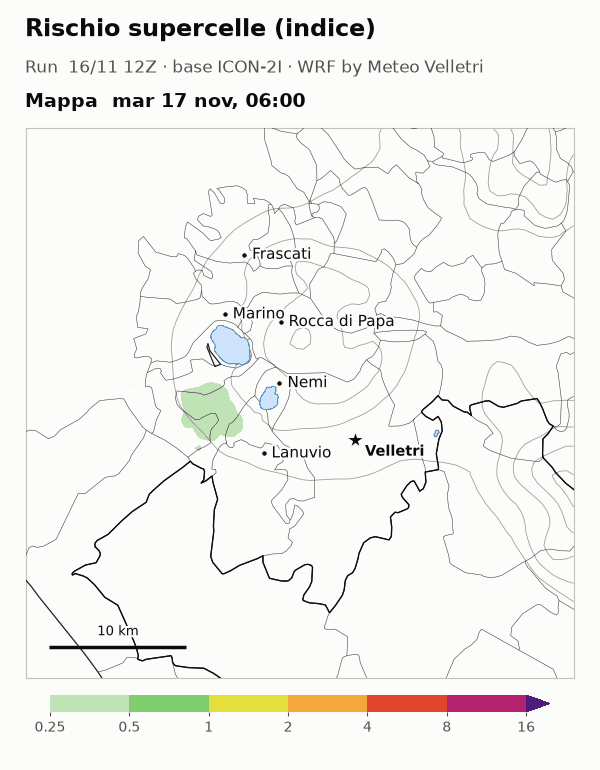 Rischio supercelle (indice)
Run  16/11 12Z · base ICON-2I · WRF by Meteo Velletri
Mappa  mar 17 nov, 06:00
Frascati
Marino
Rocca di Papa
Nemi
Velletri
Lanuvio
10 km
0.25 0.5 1 2 4 8 16